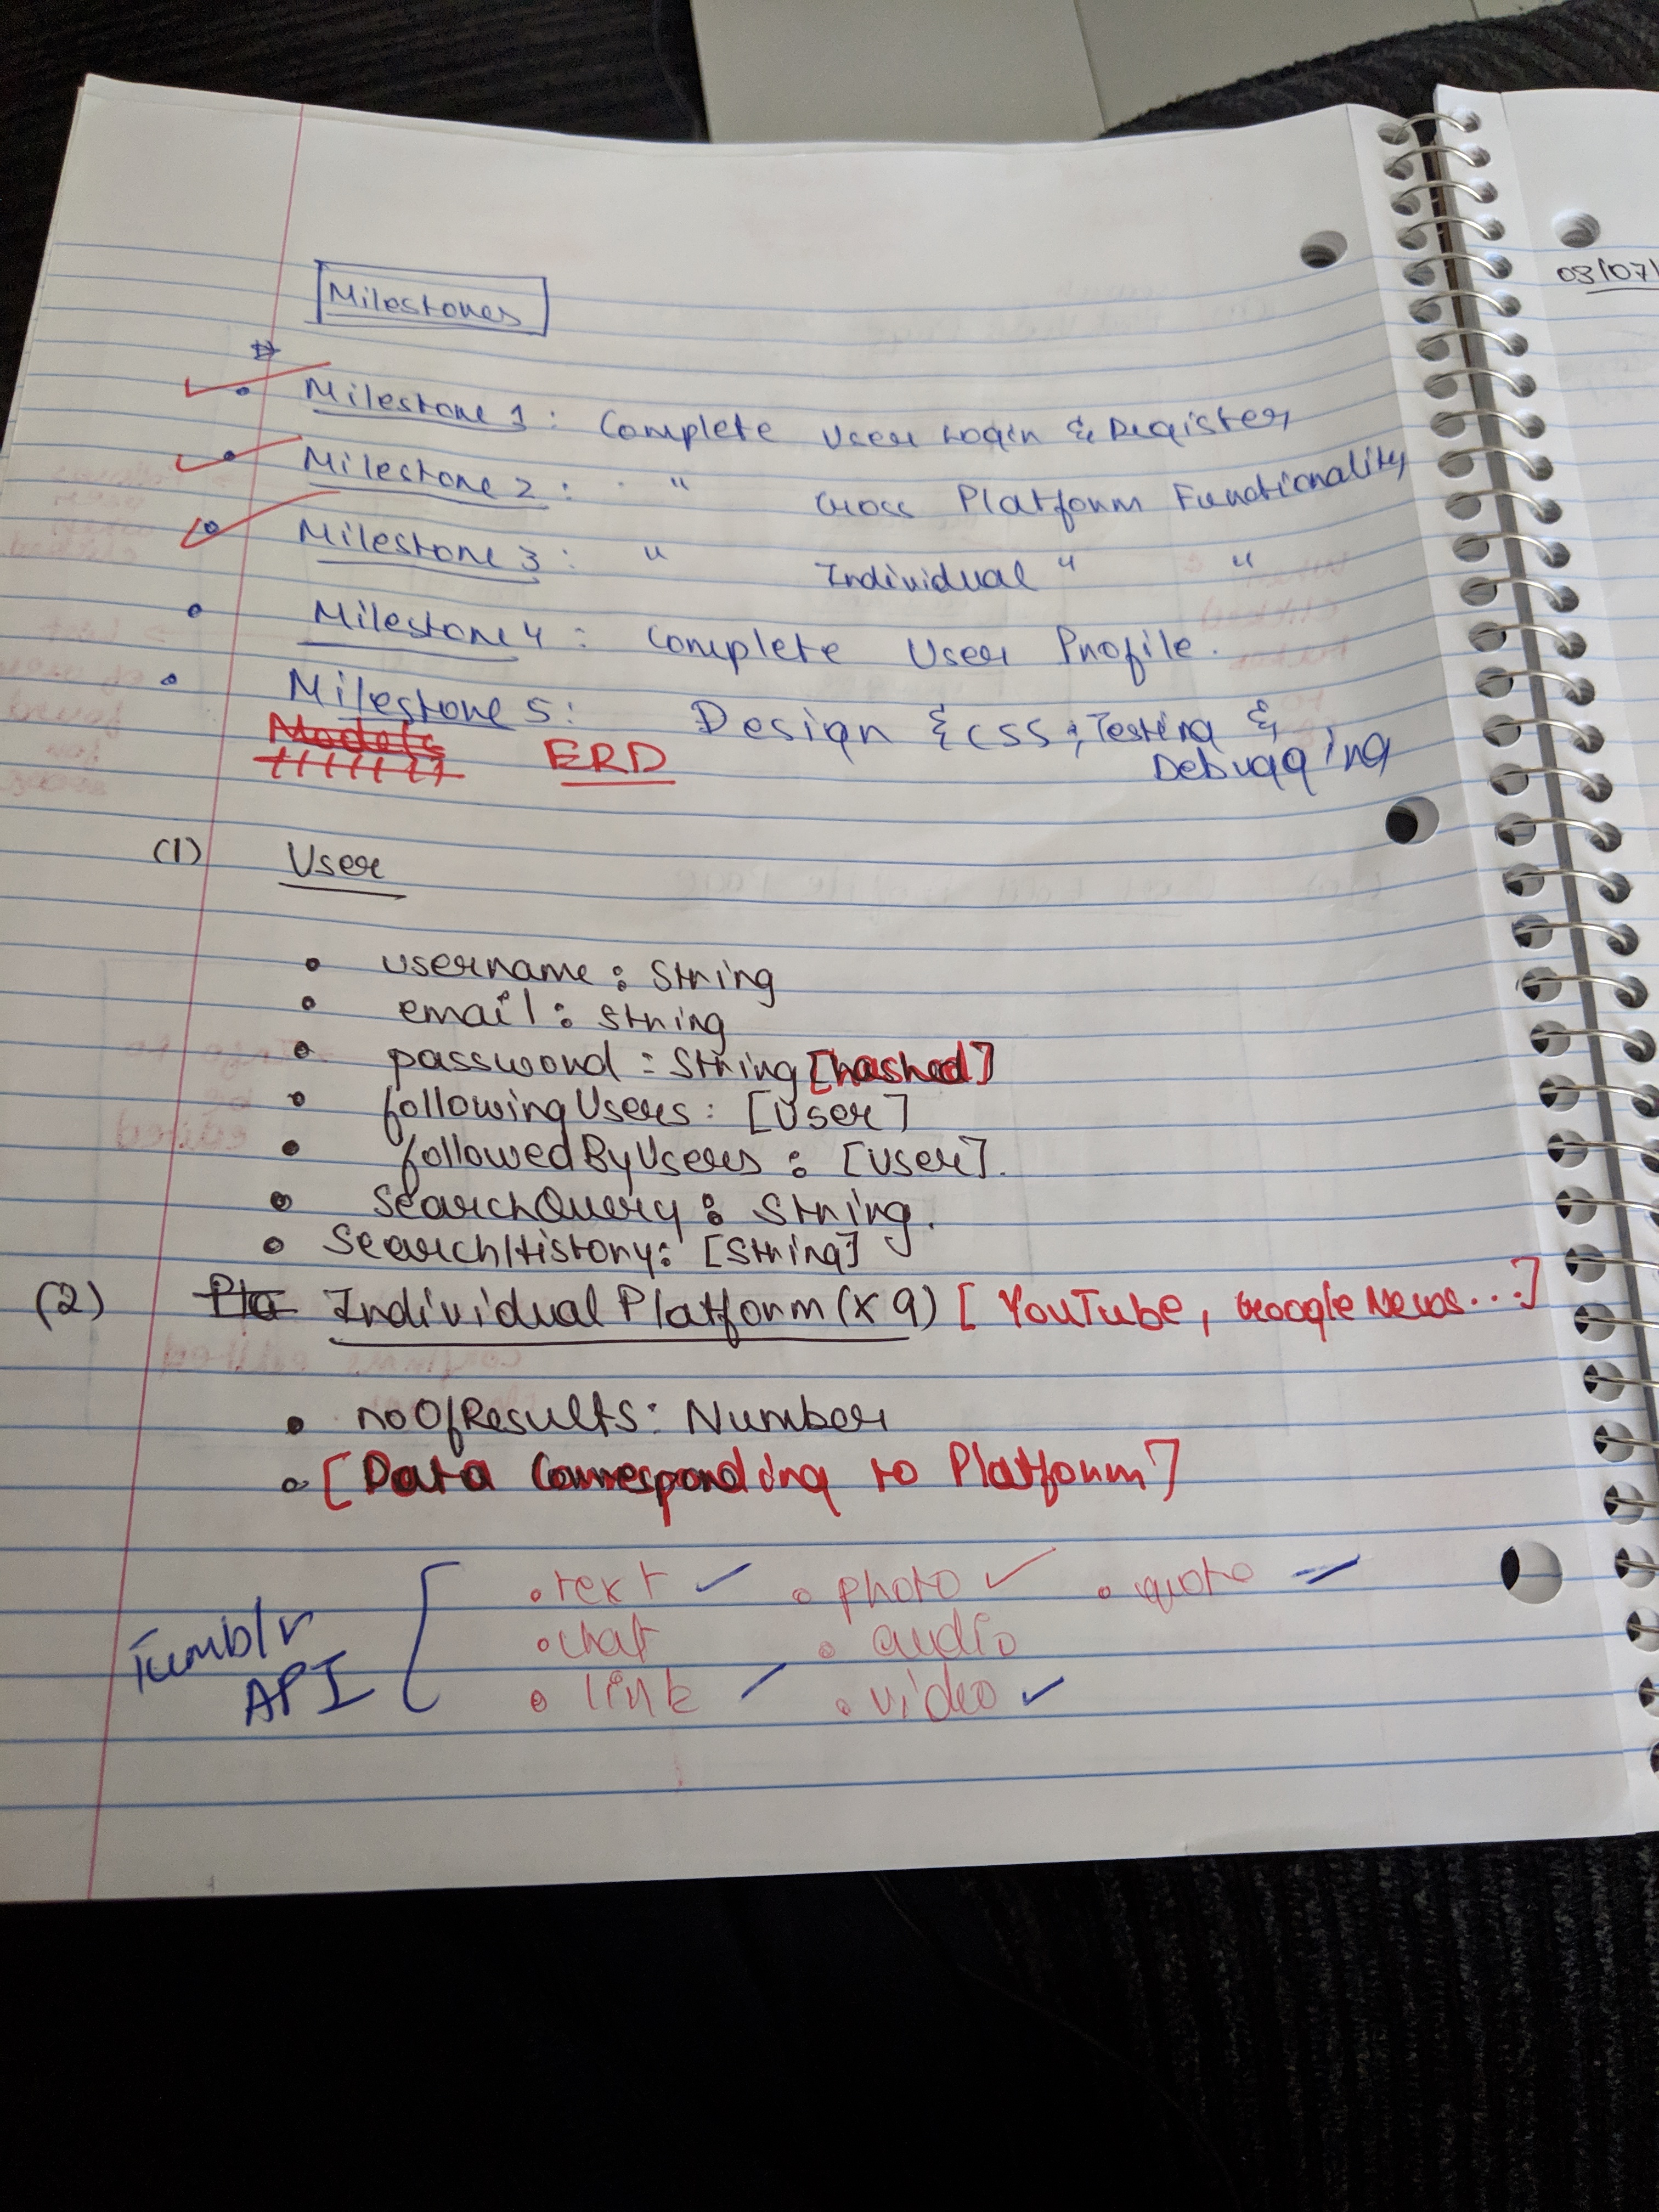 Milestones
Milestone 1: Complete User Login & Register
Milestone 2: " Cross Platform Functionality
Milestone 3: " Individual " "
Milestone 4: Complete User Profile.
Milestone 5: Design & CSS; Testing &
Debugging
Models ERD
(1) User
username: String
email: String
password: String [hashed]
followingUsers: [User]
followedByUsers: [User].
searchQuery: String.
searchHistory: [String]
(2) Pla Individual Platform (x 9) [YouTube, Google News...]
noOfResults: Number
[Data Corresponding to Platform]
Tumblr API
text photo quote
chat audio
link video
03/07/